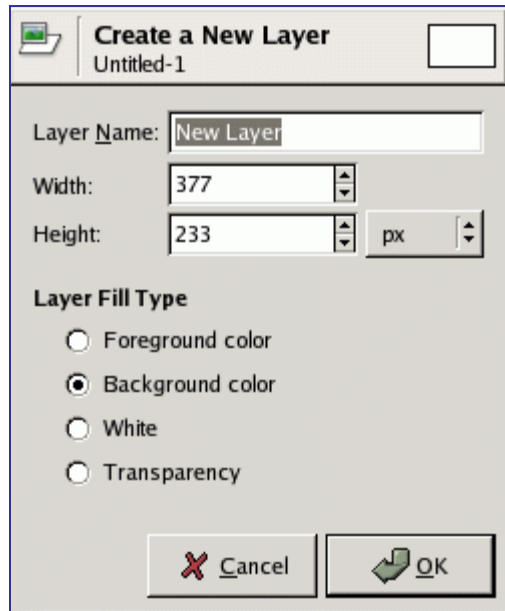 Create a New Layer
Untitled-1
Layer Name: New Layer
Width: 377
Height: 233 px
Layer Fill Type
Foreground color
Background color
White
Transparency
Cancel OK